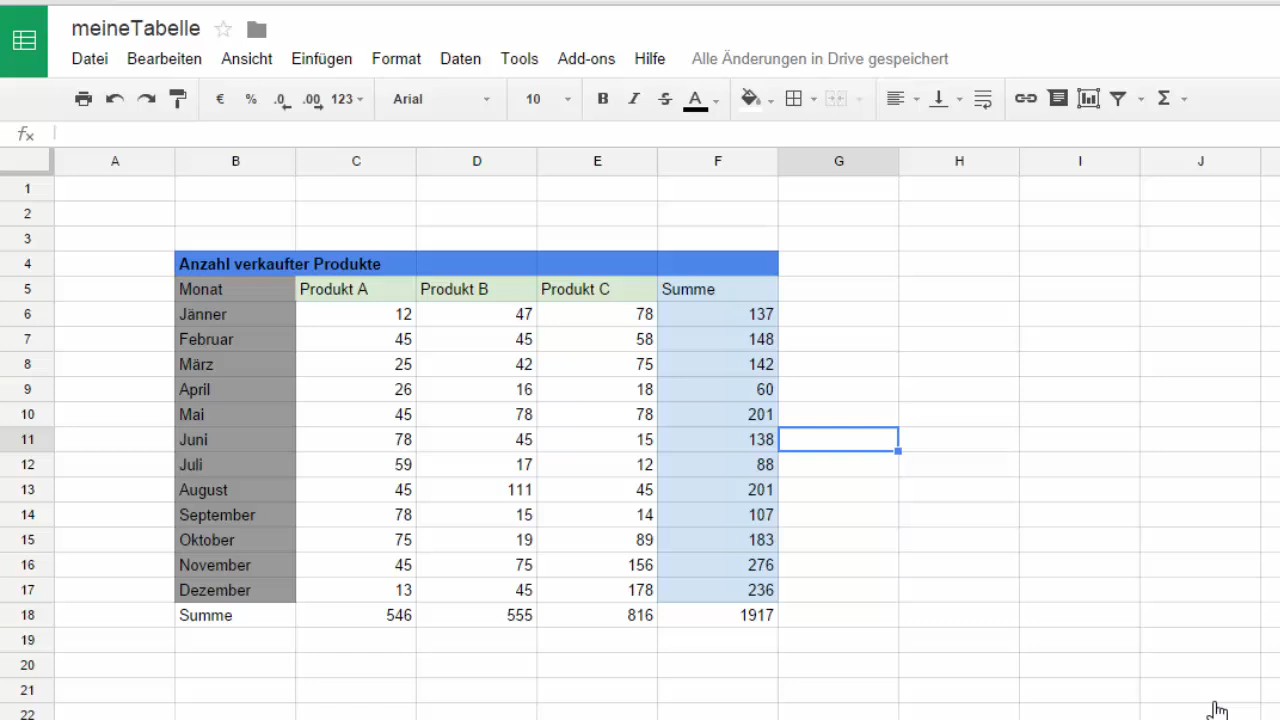 meineTabelle
Datei Bearbeiten Ansicht Einfügen Format Daten Tools Add-ons Hilfe Alle Änderungen in Drive gespeichert
€ % .0 .00 123 Arial 10 B I S A Σ
fx
A B C D E F G H I J
1
2
3
4 Anzahl verkaufter Produkte
5 Monat Produkt A Produkt B Produkt C Summe
6 Jänner 12 47 78 137
7 Februar 45 45 58 148
8 März 25 42 75 142
9 April 26 16 18 60
10 Mai 45 78 78 201
11 Juni 78 45 15 138
12 Juli 59 17 12 88
13 August 45 111 45 201
14 September 78 15 14 107
15 Oktober 75 19 89 183
16 November 45 75 156 276
17 Dezember 13 45 178 236
18 Summe 546 555 816 1917
19
20
21
22